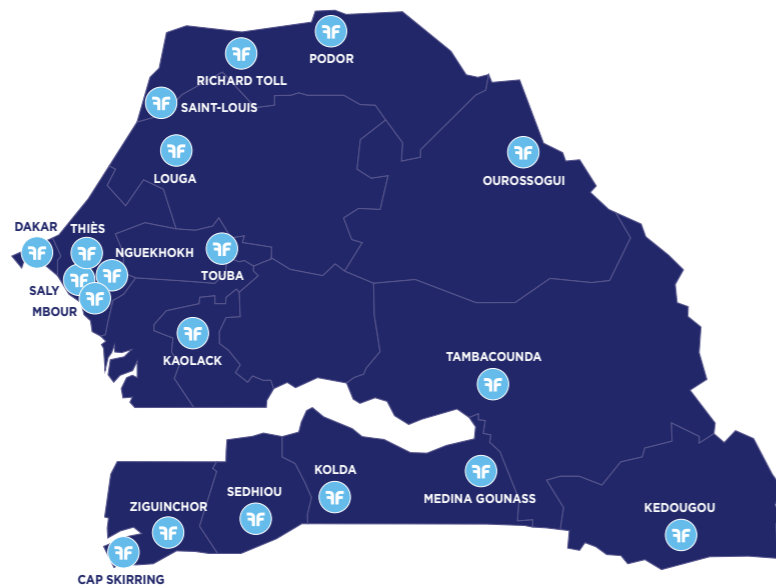 PODOR
RICHARD TOLL
SAINT-LOUIS
LOUGA
OUROSSOGUI
DAKAR
THIÈS
NGUEKHOKH
TOUBA
SALY
MBOUR
KAOLACK
TAMBACOUNDA
KOLDA
SEDHIOU
MEDINA GOUNASS
ZIGUINCHOR
KEDOUGOU
CAP SKIRRING